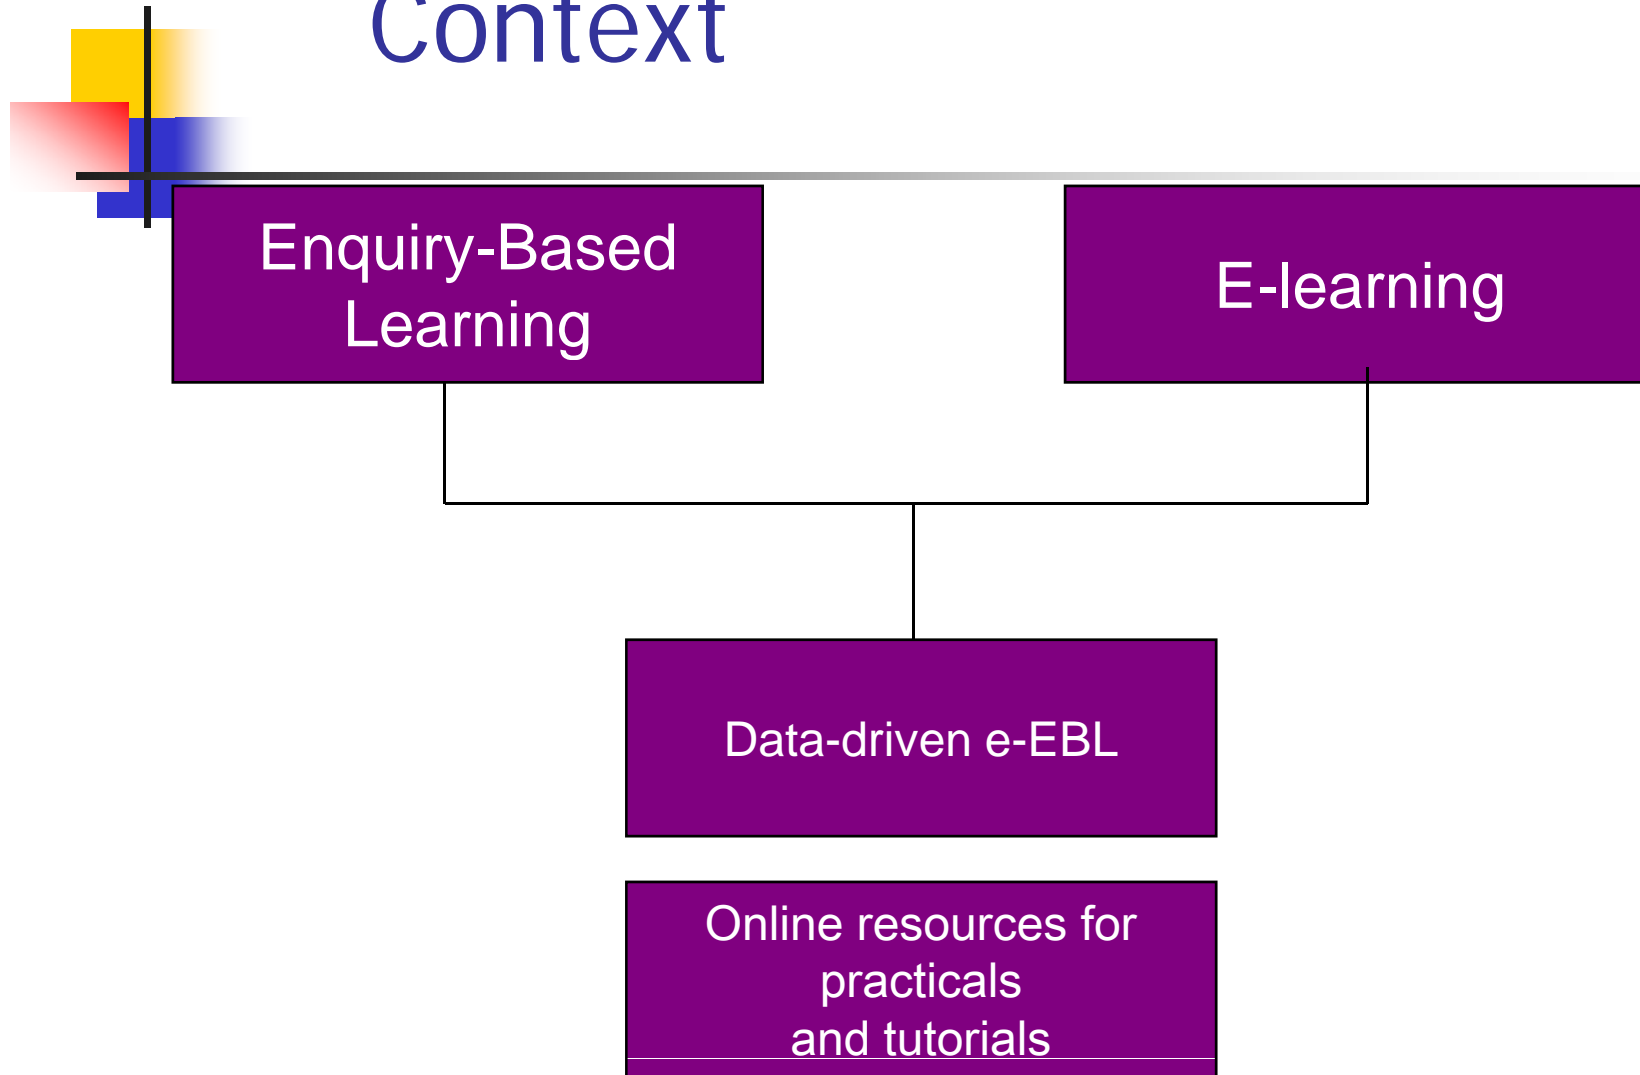 Context
Enquiry-Based
Learning
E-learning
Data-driven e-EBL
Online resources for
practicals
and tutorials